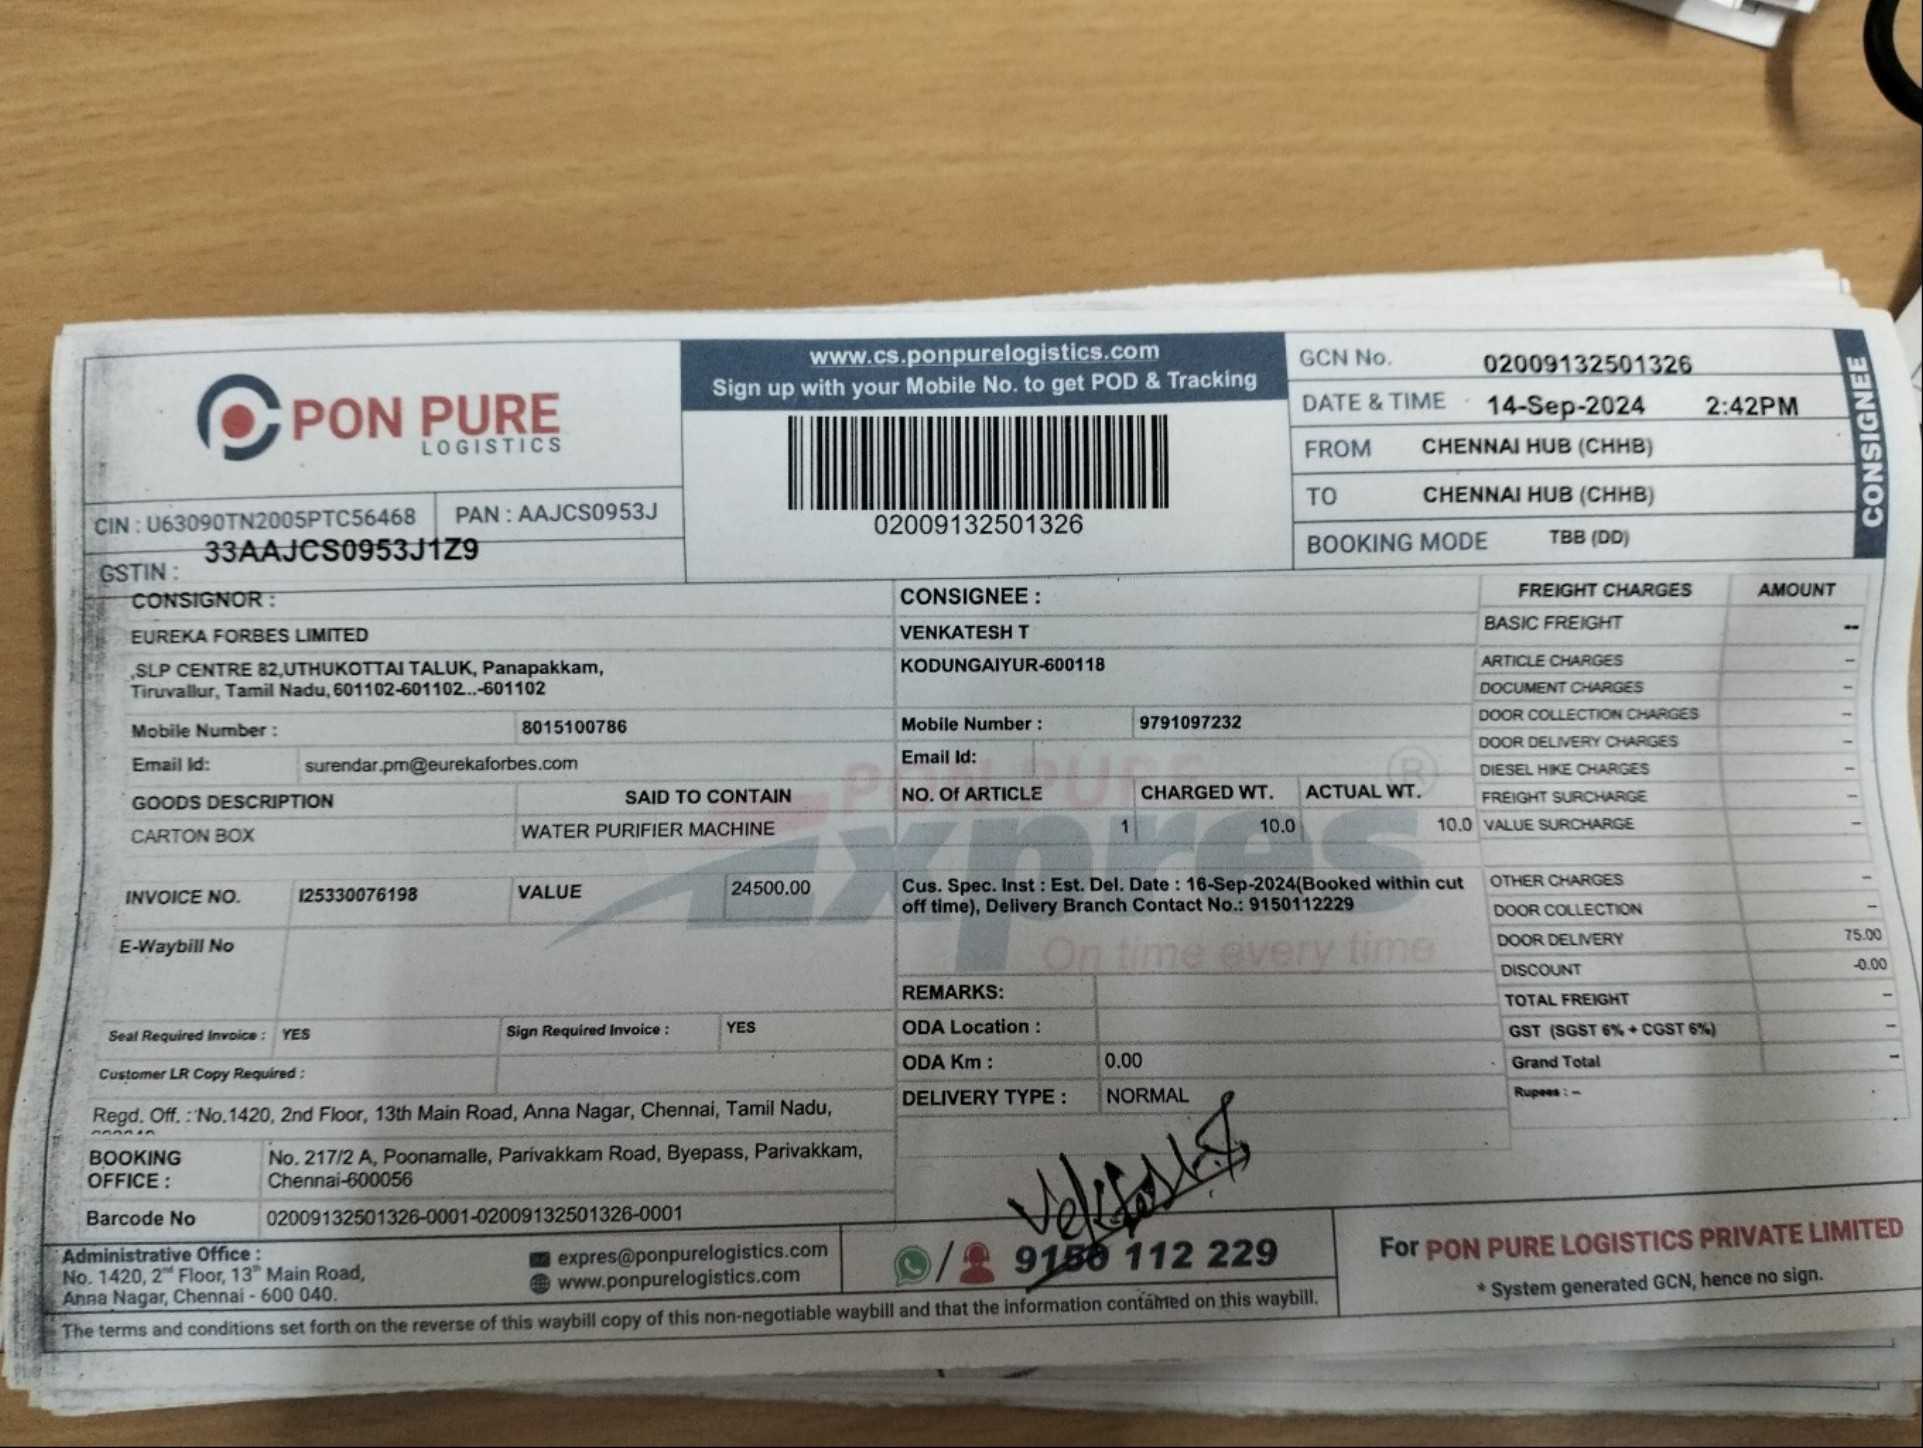 PON PURE
LOGISTICS
CIN : U63090TN2005PTC56468
PAN : AAJCS0953J
GSTIN : 33AAJCS0953J1Z9
www.cs.ponpurelogistics.com
Sign up with your Mobile No. to get POD & Tracking
02009132501326
GCN No. 02009132501326
DATE & TIME 14-Sep-2024 2:42PM
FROM CHENNAI HUB (CHHB)
TO CHENNAI HUB (CHHB)
BOOKING MODE TBB (DD)
CONSIGNEE
CONSIGNOR :
EUREKA FORBES LIMITED
,SLP CENTRE 82,UTHUKOTTAI TALUK, Panapakkam,
Tiruvallur, Tamil Nadu,601102-601102...-601102
Mobile Number : 8015100786
Email Id: surendar.pm@eurekaforbes.com
CONSIGNEE :
VENKATESH T
KODUNGAIYUR-600118
Mobile Number : 9791097232
Email Id:
GOODS DESCRIPTION SAID TO CONTAIN NO. Of ARTICLE CHARGED WT. ACTUAL WT.
CARTON BOX WATER PURIFIER MACHINE 1 10.0 10.0
INVOICE NO. I25330076198 VALUE 24500.00
Cus. Spec. Inst : Est. Del. Date : 16-Sep-2024(Booked within cut
off time), Delivery Branch Contact No.: 9150112229
PON PURE ®
Expres
On time every time
E-Waybill No
REMARKS:
ODA Location :
ODA Km : 0.00
DELIVERY TYPE : NORMAL
Seal Required Invoice : YES
Sign Required Invoice : YES
Customer LR Copy Required :
FREIGHT CHARGES AMOUNT
BASIC FREIGHT --
ARTICLE CHARGES --
DOCUMENT CHARGES --
DOOR COLLECTION CHARGES --
DOOR DELIVERY CHARGES --
DIESEL HIKE CHARGES --
FREIGHT SURCHARGE --
VALUE SURCHARGE --
OTHER CHARGES --
DOOR COLLECTION --
DOOR DELIVERY 75.00
DISCOUNT -0.00
TOTAL FREIGHT --
GST (SGST 6% + CGST 6%) --
Grand Total --
Rupees : --
Regd. Off. : No.1420, 2nd Floor, 13th Main Road, Anna Nagar, Chennai, Tamil Nadu,
BOOKING OFFICE : No. 217/2 A, Poonamalle, Parivakkam Road, Byepass, Parivakkam,
Chennai-600056
Barcode No 02009132501326-0001-02009132501326-0001
Administrative Office :
No. 1420, 2nd Floor, 13th Main Road,
Anna Nagar, Chennai - 600 040.
expres@ponpurelogistics.com
www.ponpurelogistics.com
9150 112 229
For PON PURE LOGISTICS PRIVATE LIMITED
* System generated GCN, hence no sign.
The terms and conditions set forth on the reverse of this waybill copy of this non-negotiable waybill and that the information contained on this waybill.